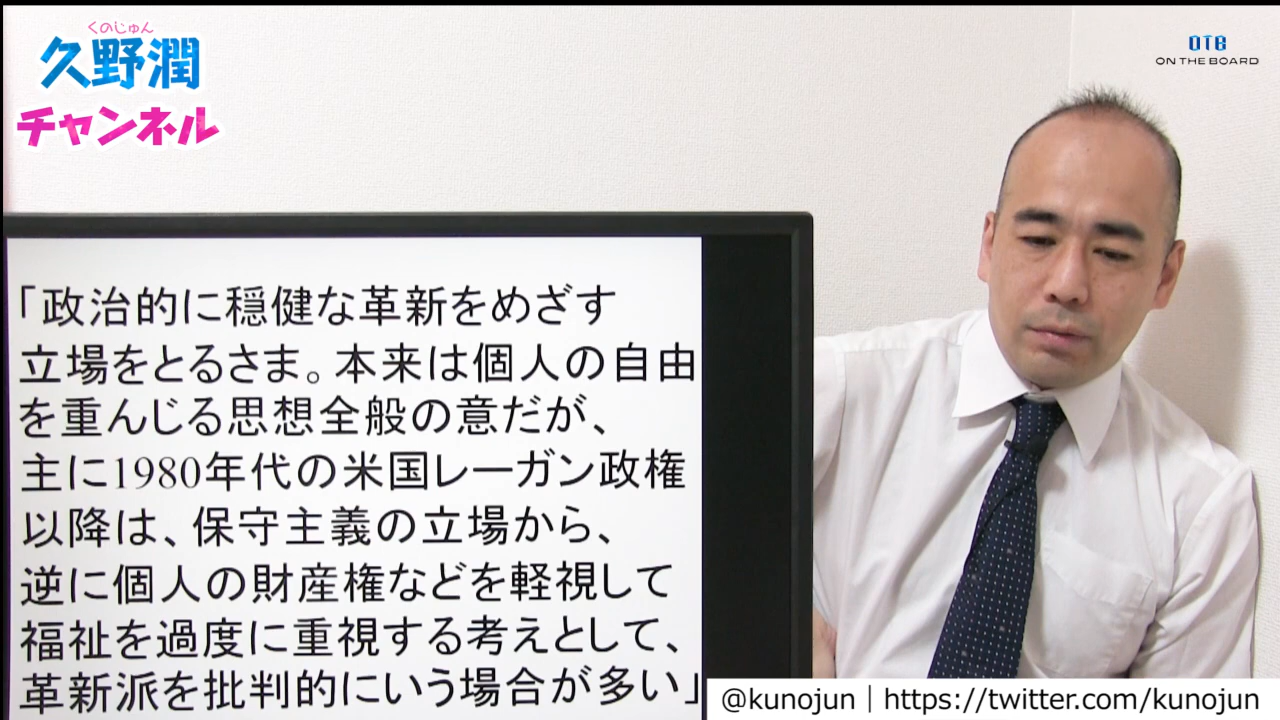 くのじゅん
久野潤
チャンネル
OTB
ON THE BOARD
「政治的に穏健な革新をめざす
立場をとるさま。本来は個人の自由
を重んじる思想全般の意だが、
主に1980年代の米国レーガン政権
以降は、保守主義の立場から、
逆に個人の財産権などを軽視して
福祉を過度に重視する考えとして、
革新派を批判的にいう場合が多い」
@kunojun｜https://twitter.com/kunojun